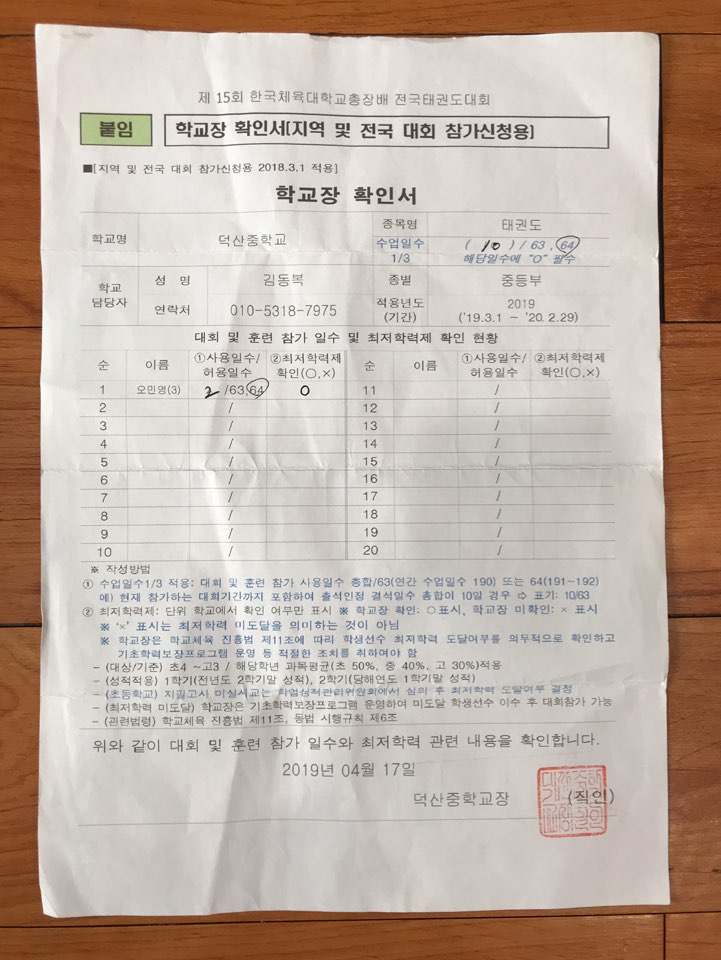 제 15회 한국체육대학교총장배 전국태권도대회
붙임 학교장 확인서(지역 및 전국 대회 참가신청용)
■[지역 및 전국 대회 참가신청용 2018.3.1 적용]
학교장 확인서
학교명 덕산중학교 종목명 태권도
수업일수 1/3 ( 10 ) / 63, 64
해당일수에 "O" 필수
학교 담당자 성 명 김동복 종별 중등부
연락처 010-5318-7975 적용년도 (기간) 2019 ('19.3.1 ~ '20.2.29)
대회 및 훈련 참가 일수 및 최저학력제 확인 현황
순 이름 ①사용일수/허용일수 ②최저학력제 확인(○,×) 순 이름 ①사용일수/허용일수 ②최저학력제 확인(○,×)
1 오민영(3) 2 /63,64 O 11 /
2 / 12 /
3 / 13 /
4 / 14 /
5 / 15 /
6 / 16 /
7 / 17 /
8 / 18 /
9 / 19 /
10 / 20 /
※ 작성방법
① 수업일수1/3 적용: 대회 및 훈련 참가 사용일수 총합/63(연간 수업일수 190) 또는 64(191~192)
예) 현재 참가하는 대회기간까지 포함하여 출석인정 결석일수 총합이 10일 경우 ⇨ 표기: 10/63
② 최저학력제: 단위 학교에서 확인 여부만 표시 ※ 학교장 확인: ○표시, 학교장 미확인: × 표시
※ '×' 표시는 최저학력 미도달을 의미하는 것이 아님
※ 학교장은 학교체육 진흥법 제11조에 따라 학생선수 최저학력 도달여부를 의무적으로 확인하고
기초학력보장프로그램 운영 등 적절한 조치를 취하여야 함
- (대상/기준) 초4 ~고3 / 해당학년 과목평균(초 50%, 중 40%, 고 30%)적용
- (성적적용) 1학기(전년도 2학기말 성적), 2학기(당해연도 1학기말 성적)
- (초등학교) 지필고사 미실시교는 학업성적관리위원회에서 심의 후 최저학력 도달여부 결정
- (최저학력 미도달) 학교장은 기초학력보장프로그램 운영하여 미도달 학생선수 이수 후 대회참가 가능
- (관련법령) 학교체육 진흥법 제11조, 동법 시행규칙 제6조
위와 같이 대회 및 훈련 참가 일수와 최저학력 관련 내용을 확인합니다.
2019년 04월 17일
덕산중학교장 (직인)